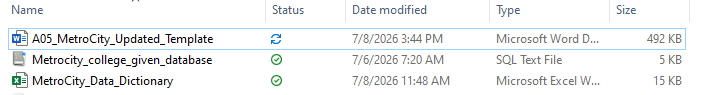 Name Status Date modified Type Size
A05_MetroCity_Updated_Template 7/8/2026 3:44 PM Microsoft Word D... 492 KB
Metrocity_college_given_database 7/6/2026 7:20 AM SQL Text File 5 KB
MetroCity_Data_Dictionary 7/8/2026 11:48 AM Microsoft Excel W... 15 KB